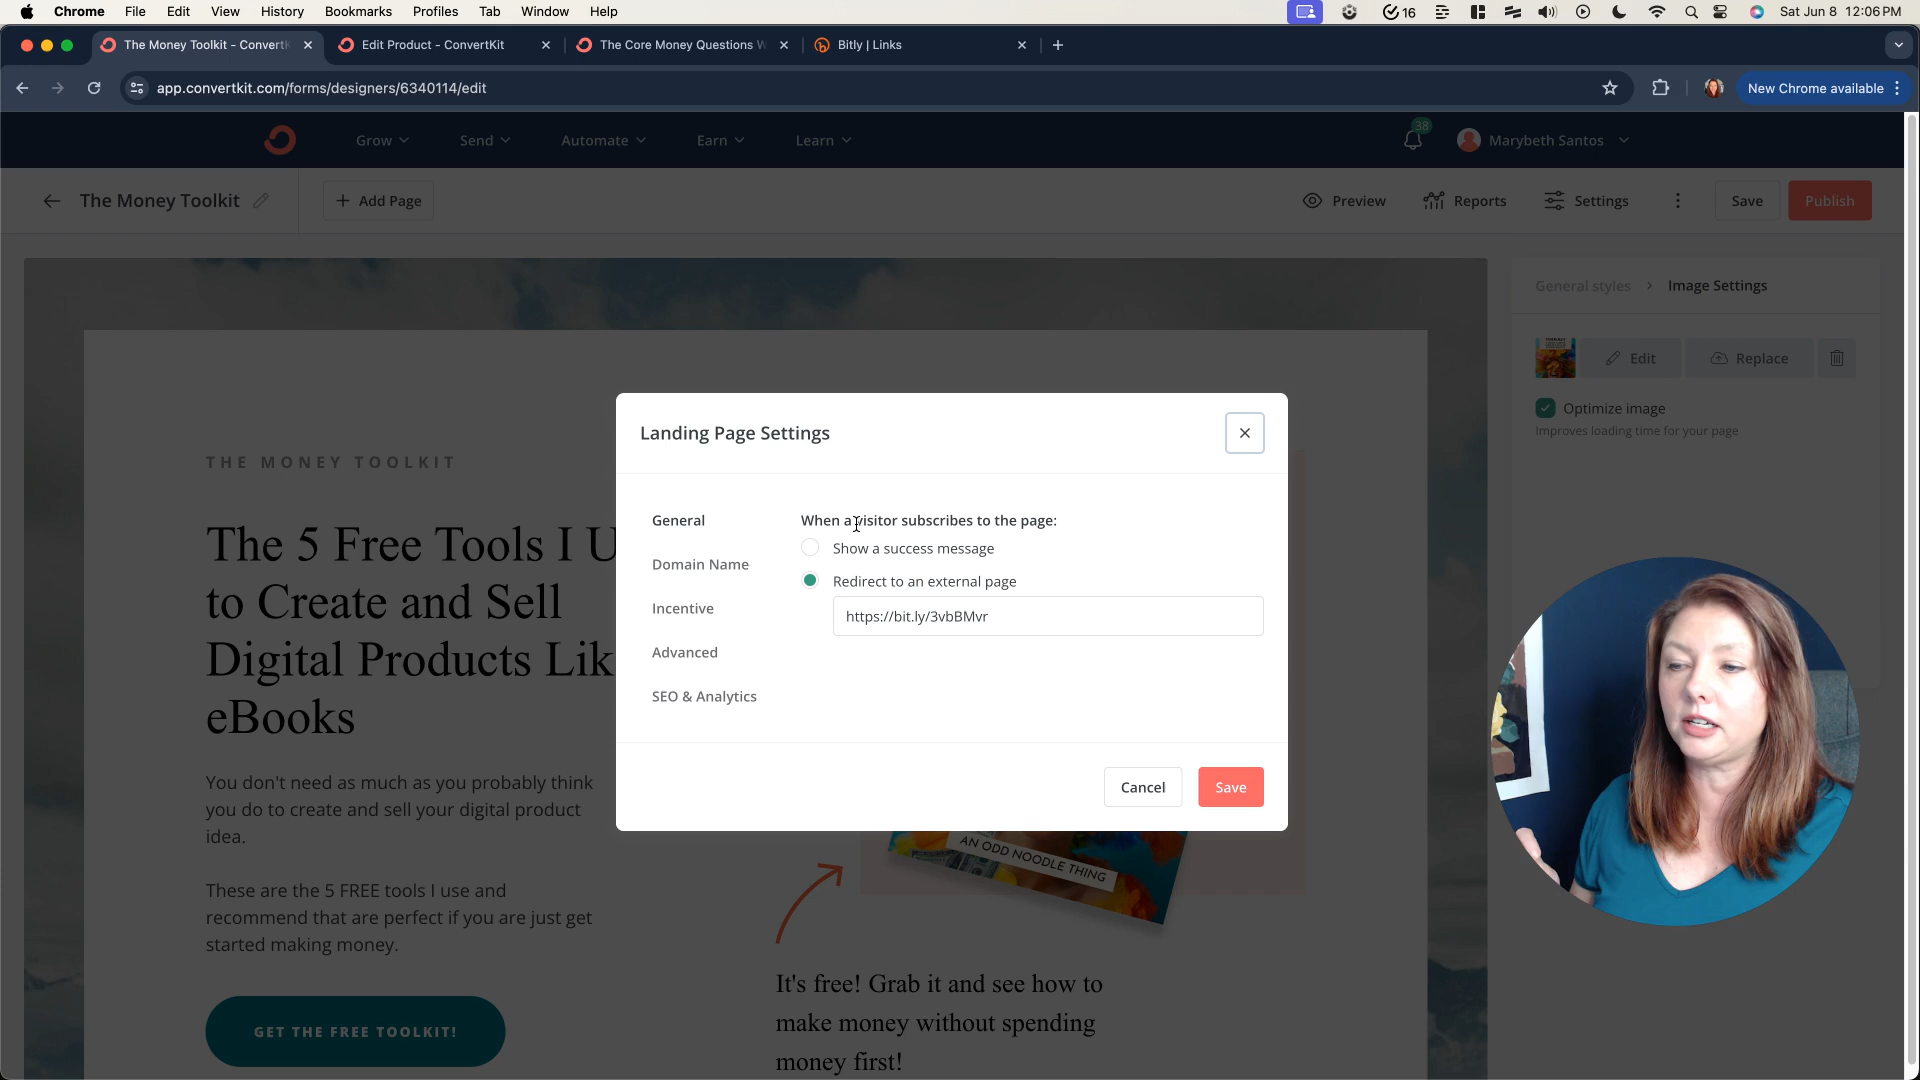 Chrome File Edit View History Bookmarks Profiles Tab Window Help
16
Sat Jun 8 12:06 PM
The Money Toolkit - ConvertK
Edit Product - ConvertKit
The Core Money Questions W
Bitly | Links
app.convertkit.com/forms/designers/6340114/edit
New Chrome available
Grow Send Automate Earn Learn
38
Marybeth Santos
The Money Toolkit
+ Add Page
Preview Reports Settings Save Publish
General styles > Image Settings
Edit Replace
Optimize image
Improves loading time for your page
THE MONEY TOOLKIT
The 5 Free Tools I U
to Create and Sell
Digital Products Lik
eBooks
You don't need as much as you probably think
you do to create and sell your digital product
idea.
These are the 5 FREE tools I use and
recommend that are perfect if you are just get
started making money.
GET THE FREE TOOLKIT!
Landing Page Settings
General
Domain Name
Incentive
Advanced
SEO & Analytics
When a visitor subscribes to the page:
Show a success message
Redirect to an external page
https://bit.ly/3vbBMvr
Cancel Save
AN ODD NOODLE THING
It's free! Grab it and see how to
make money without spending
money first!